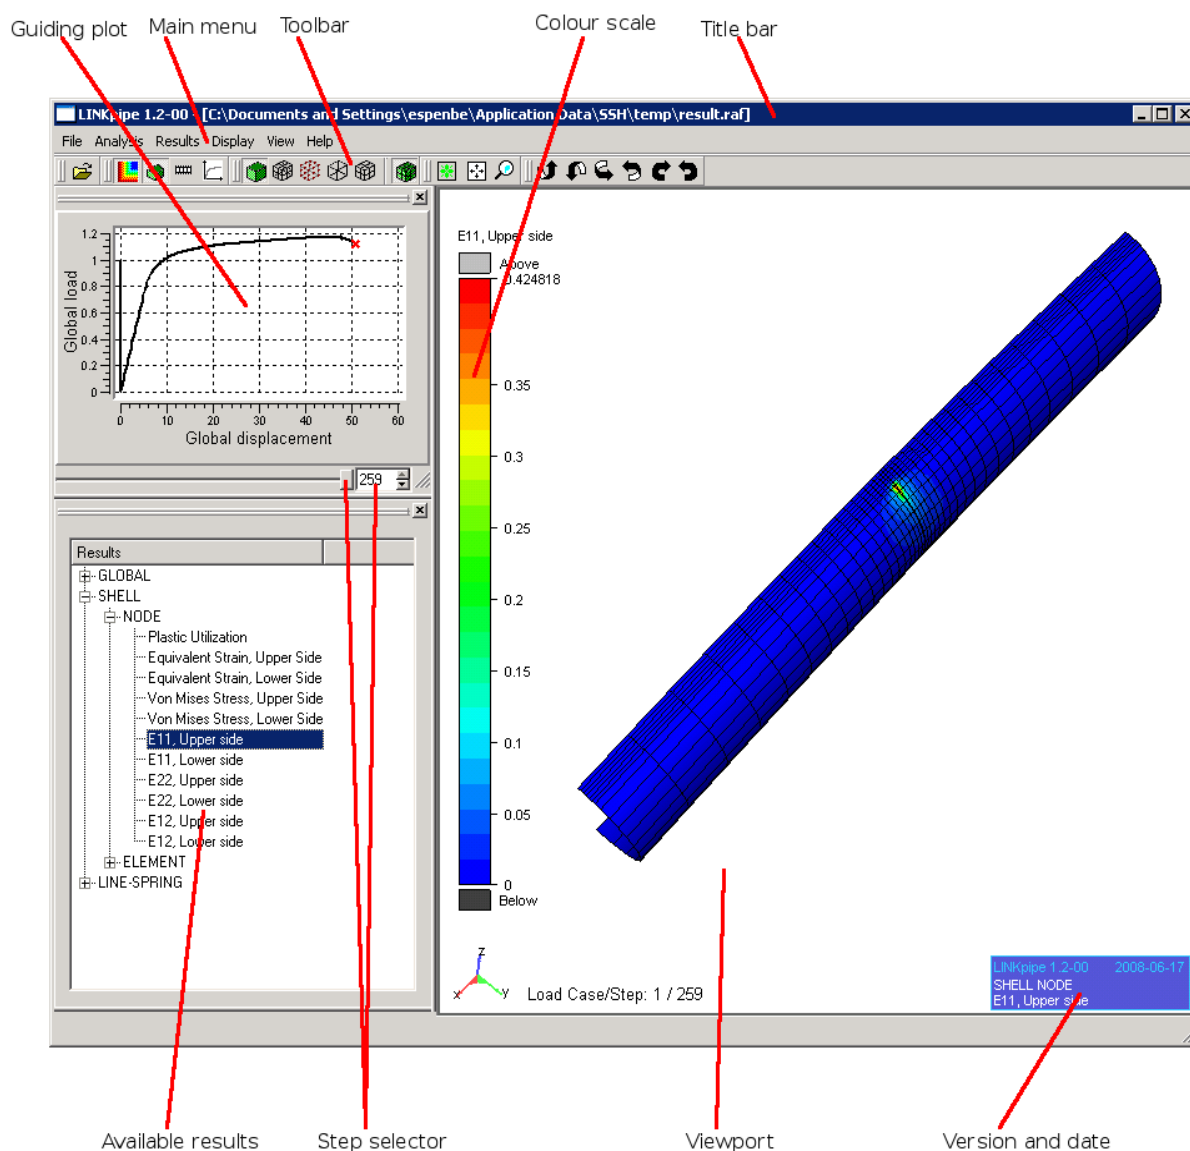 Guiding plot
Main menu
Toolbar
Colour scale
Title bar
LINKpipe 1.2-00 - [C:\Documents and Settings\espenbe\Application Data\SSH\temp\result.raf]
File Analysis Results Display View Help
1.2
1
0.8
0.6
0.4
0.2
0
Global load
0 10 20 30 40 50 60
Global displacement
259
Results
GLOBAL
SHELL
NODE
Plastic Utilization
Equivalent Strain, Upper Side
Equivalent Strain, Lower Side
Von Mises Stress, Upper Side
Von Mises Stress, Lower Side
E11, Upper side
E11, Lower side
E22, Upper side
E22, Lower side
E12, Upper side
E12, Lower side
ELEMENT
LINE-SPRING
E11, Upper side
Above
0.424818
0.35
0.3
0.25
0.2
0.15
0.1
0.05
0
Below
z
x
y
Load Case/Step: 1 / 259
LINKpipe 1.2-00 2008-06-17
SHELL NODE
E11, Upper side
Available results
Step selector
Viewport
Version and date